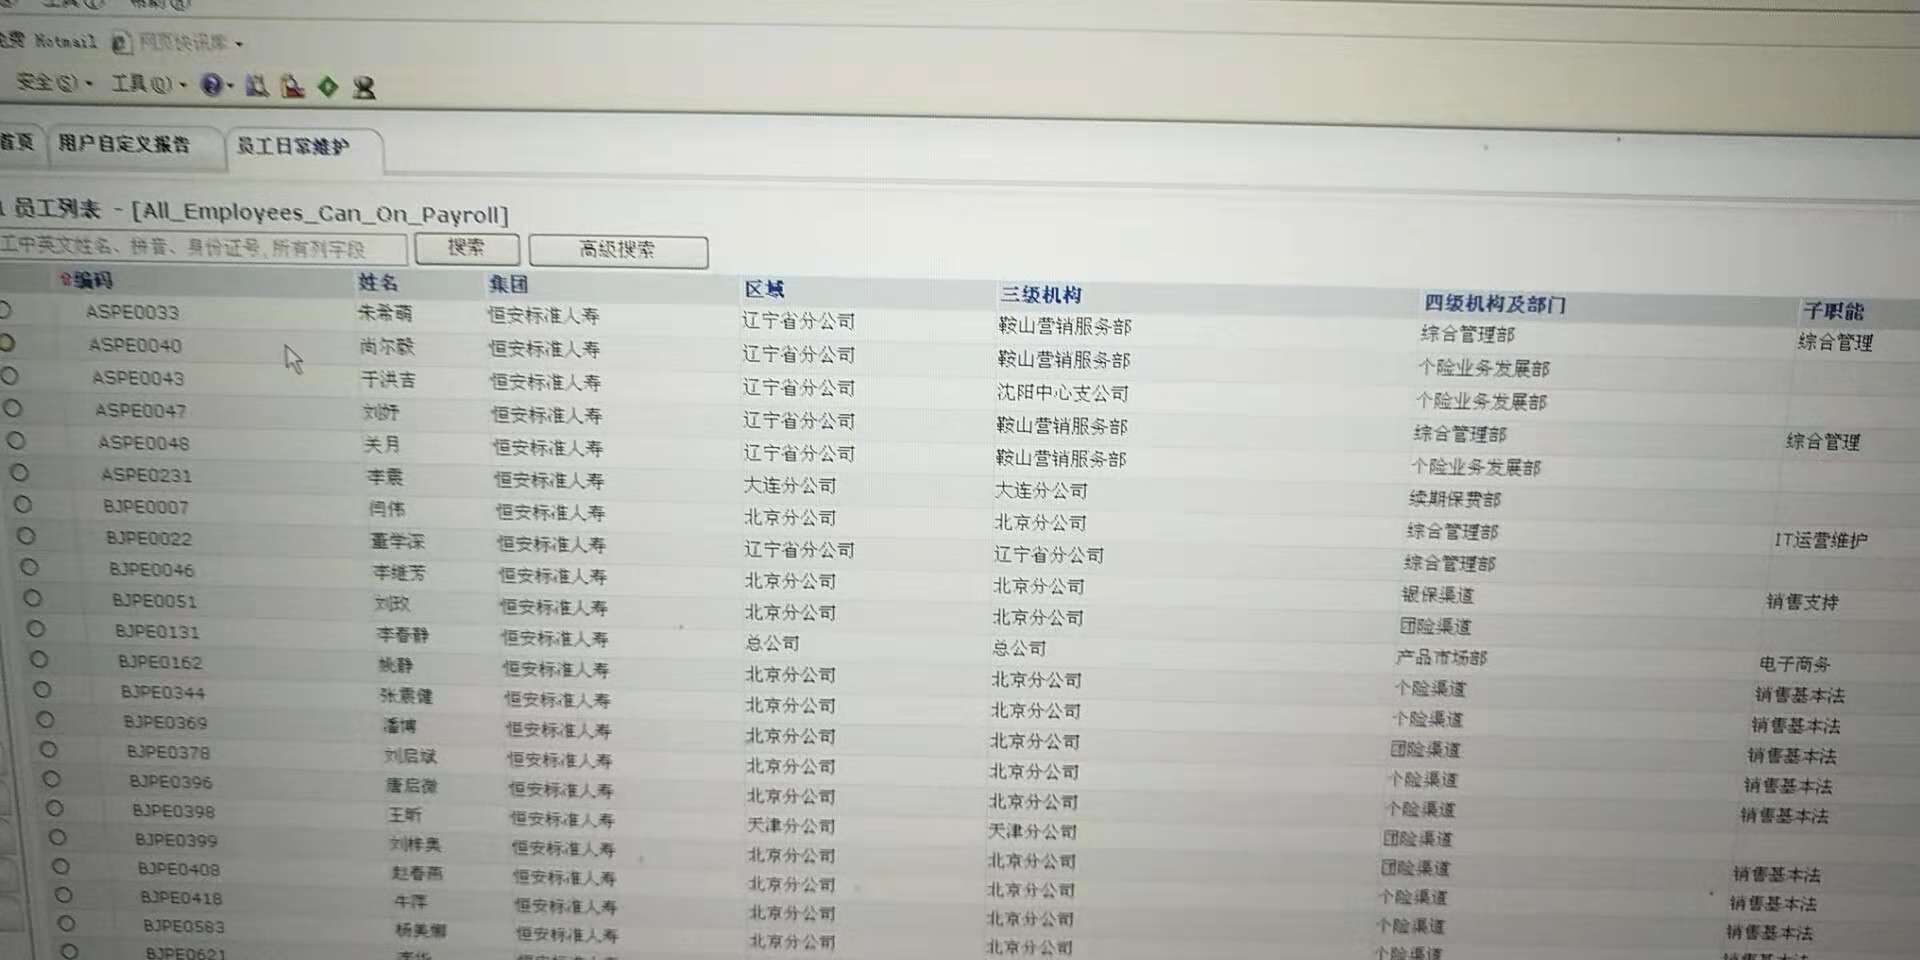 工具(T) 帮助(H)
免费 Hotmail 网页快讯库
安全(S) 工具(O)
首页 用户自定义报告 员工日常维护
员工列表 - [All_Employees_Can_On_Payroll]
工中英文姓名、拼音、身份证号,所有列字段 搜索 高级搜索
编码 姓名 集团 区域 三级机构 四级机构及部门 子职能
ASPE0033 朱希萌 恒安标准人寿 辽宁省分公司 鞍山营销服务部 综合管理部 综合管理
ASPE0040 尚尔毅 恒安标准人寿 辽宁省分公司 鞍山营销服务部 个险业务发展部
ASPE0043 于洪吉 恒安标准人寿 辽宁省分公司 沈阳中心支公司 个险业务发展部
ASPE0047 刘妍 恒安标准人寿 辽宁省分公司 鞍山营销服务部 综合管理部 综合管理
ASPE0048 关月 恒安标准人寿 辽宁省分公司 鞍山营销服务部 个险业务发展部
ASPE0231 李震 恒安标准人寿 大连分公司 大连分公司 续期保费部
BJPE0007 闫伟 恒安标准人寿 北京分公司 北京分公司 综合管理部 IT运营维护
BJPE0022 董学深 恒安标准人寿 辽宁省分公司 辽宁省分公司 综合管理部
BJPE0046 李继芳 恒安标准人寿 北京分公司 北京分公司 银保渠道 销售支持
BJPE0051 刘玫 恒安标准人寿 北京分公司 北京分公司 团险渠道
BJPE0131 李春静 恒安标准人寿 总公司 总公司 产品市场部 电子商务
BJPE0162 姚静 恒安标准人寿 北京分公司 北京分公司 个险渠道 销售基本法
BJPE0344 张震健 恒安标准人寿 北京分公司 北京分公司 个险渠道 销售基本法
BJPE0369 潘博 恒安标准人寿 北京分公司 北京分公司 团险渠道 销售基本法
BJPE0378 刘启斌 恒安标准人寿 北京分公司 北京分公司 个险渠道 销售基本法
BJPE0396 唐启微 恒安标准人寿 北京分公司 北京分公司 个险渠道 销售基本法
BJPE0398 王昕 恒安标准人寿 天津分公司 天津分公司 团险渠道
BJPE0399 刘梓奥 恒安标准人寿 北京分公司 北京分公司 团险渠道 销售基本法
BJPE0408 赵春燕 恒安标准人寿 北京分公司 北京分公司 个险渠道 销售基本法
BJPE0418 牛萍 恒安标准人寿 北京分公司 北京分公司 个险渠道 销售基本法
BJPE0583 杨美娜 恒安标准人寿 北京分公司 北京分公司 个险渠道
BJPE0621